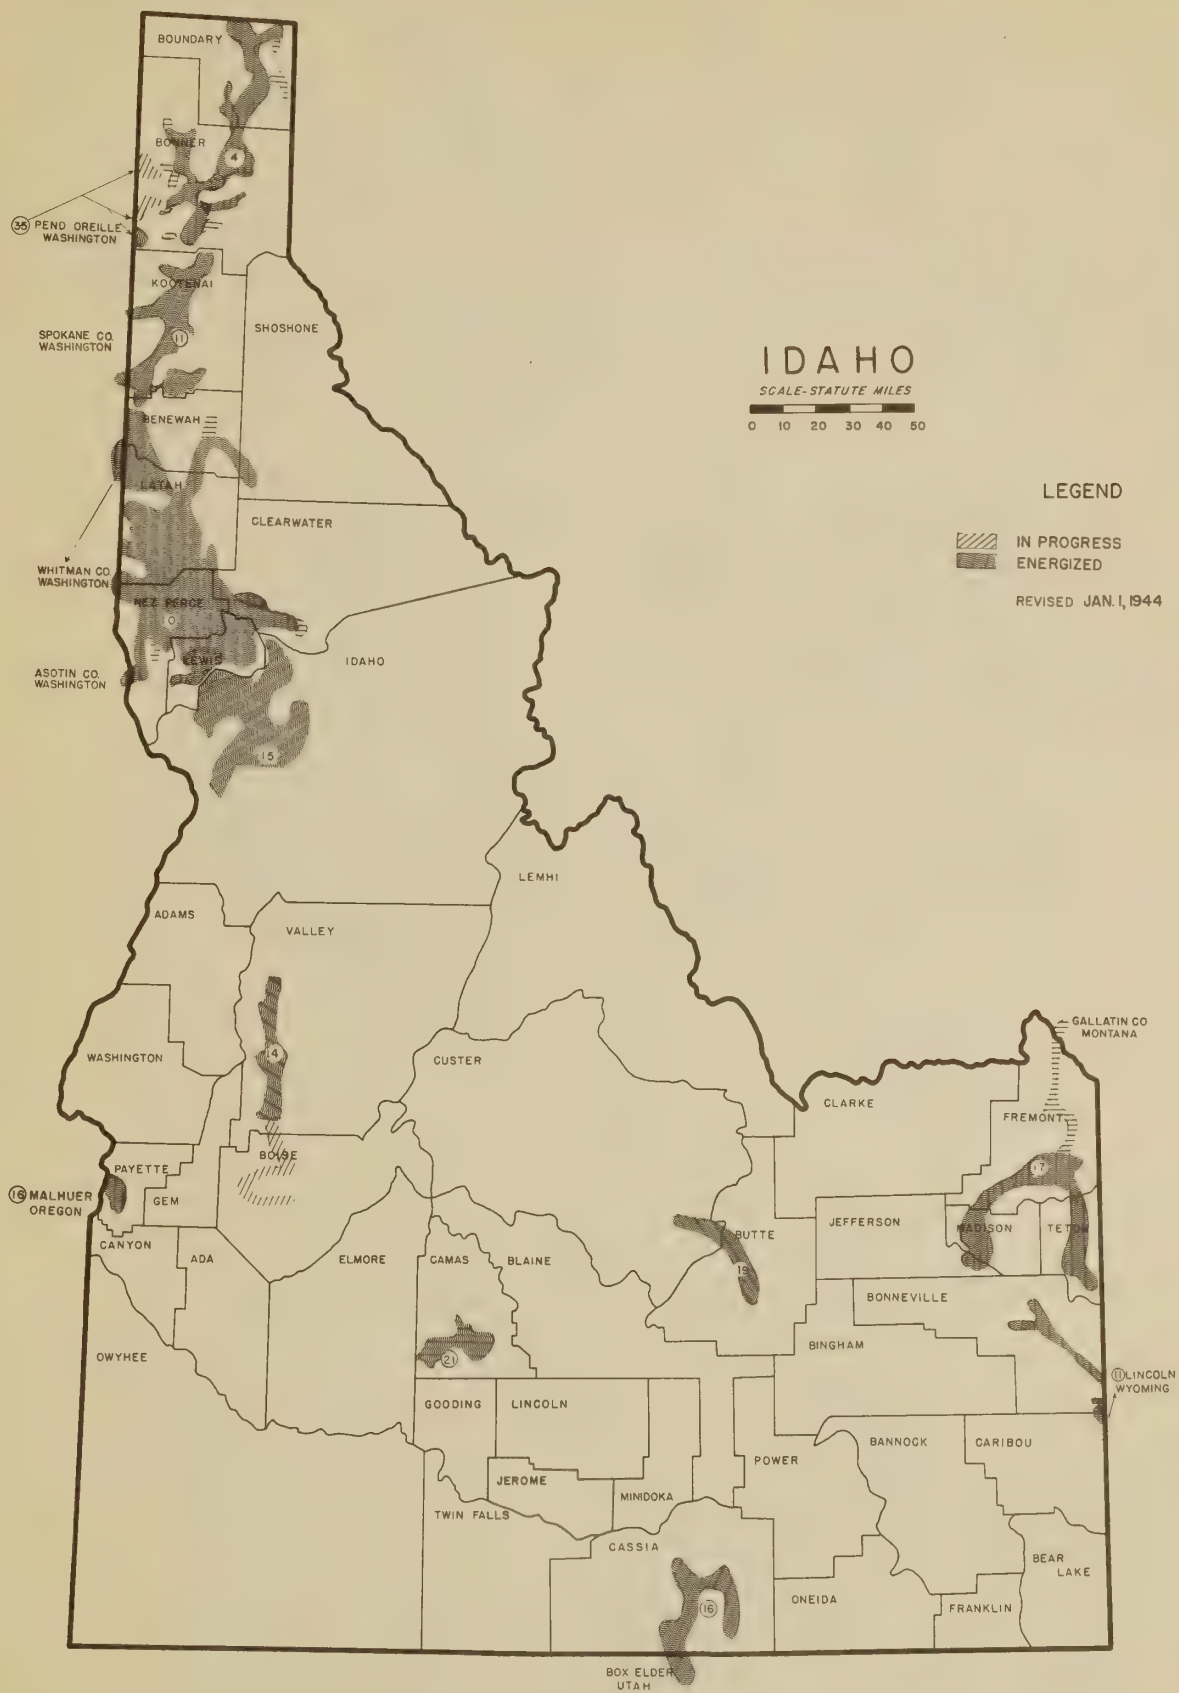 BOUNDARY
BONNER
4
35 PEND OREILLE
WASHINGTON
KOOTENAI
SPOKANE CO.
WASHINGTON
11
SHOSHONE
IDAHO
SCALE-STATUTE MILES
0 10 20 30 40 50
BENEWAH
LATAH
LEGEND
IN PROGRESS
ENERGIZED
REVISED JAN. 1, 1944
CLEARWATER
WHITMAN CO.
WASHINGTON
NEZ PERCE
10
LEWIS
IDAHO
ASOTIN CO.
WASHINGTON
15
LEMHI
ADAMS
VALLEY
GALLATIN CO
MONTANA
14
WASHINGTON
CUSTER
CLARKE
FREMONT
BOISE
17
PAYETTE
16 MALHUER
OREGON
GEM
JEFFERSON
MADISON
TETON
CANYON
ADA
ELMORE
CAMAS
BLAINE
BUTTE
19
BONNEVILLE
OWYHEE
21
BINGHAM
11 LINCOLN
WYOMING
GOODING
LINCOLN
BANNOCK
CARIBOU
POWER
JEROME
MINIDOKA
TWIN FALLS
CASSIA
BEAR
LAKE
ONEIDA
16
FRANKLIN
BOX ELDER
UTAH